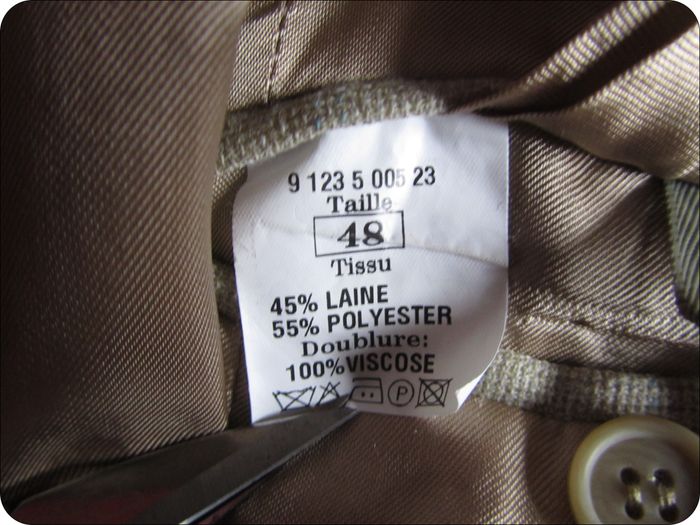 9 123 5 005 23
Taille
48
Tissu
45% LAINE
55% POLYESTER
Doublure:
100%VISCOSE
P